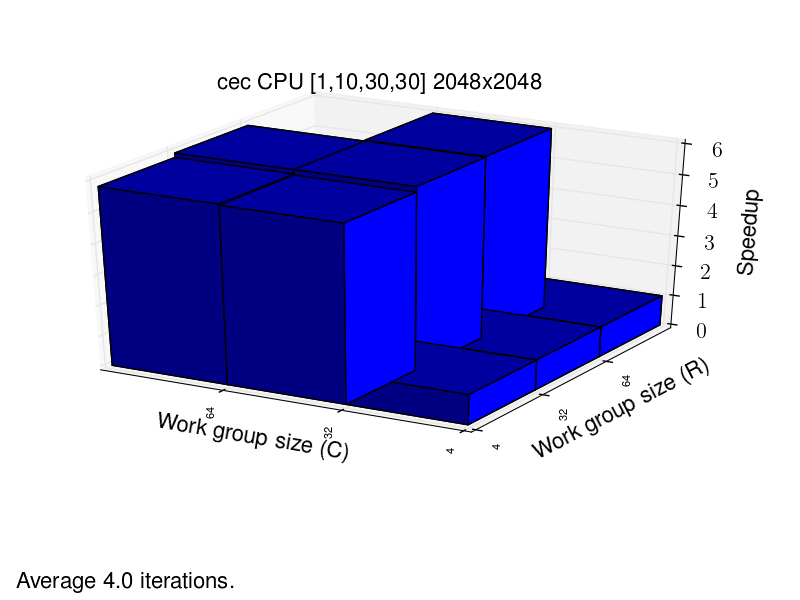 cec CPU [1,10,30,30] 2048x2048
6
5
4
3
2
1
0
Speedup
64
32
4
Work group size (C)
4
32
64
Work group size (R)
Average 4.0 iterations.